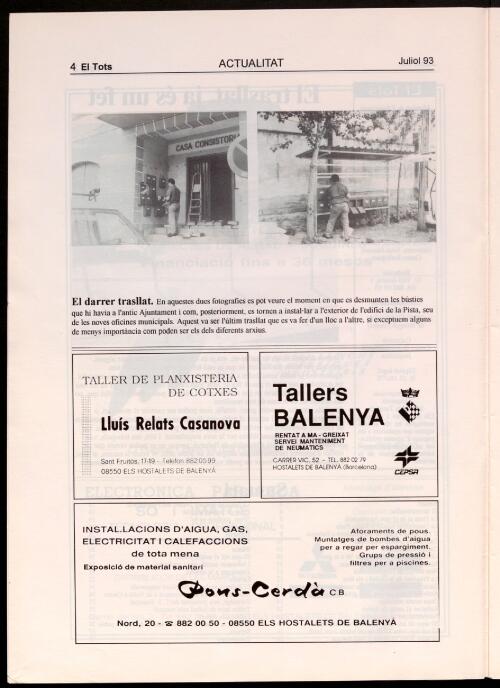 4 El Tots
ACTUALITAT
Juliol 93
CASA CONSISTORIAL
El darrer trasllat. En aquestes dues fotografies es pot veure el moment en que es desmunten les bústies
que hi havia a l'antic Ajuntament i com, posteriorment, es tornen a instal·lar a l'exterior de l'edifici de la Pista, seu
de les noves oficines municipals. Aquest va ser l'últim trasllat que es va fer d'un lloc a l'altre, si exceptuem alguns
de menys importància com poden ser els dels diferents arxius.
TALLER DE PLANXISTERIA
DE COTXES
Lluís Relats Casanova
Sant Fruitós, 17-19 - Telèfon 882 05 99
08550 ELS HOSTALETS DE BALENYÀ
Tallers
BALENYA
RENTAT A MA - GREIXAT
SERVEI MANTENIMENT
DE NEUMATICS
CARRER VIC, 52 - TEL. 882 02 79
HOSTALETS DE BALENYÀ (Barcelona)
CEPSA
INSTAL.LACIONS D'AIGUA, GAS,
ELECTRICITAT I CALEFACCIONS
de tota mena
Exposició de material sanitari
Aforaments de pous.
Muntatges de bombes d'aigua
per a regar per espargiment.
Grups de pressió i
filtres per a piscines.
Pons-Cerdà C.B.
Nord, 20 - ☎ 882 00 50 - 08550 ELS HOSTALETS DE BALENYÀ